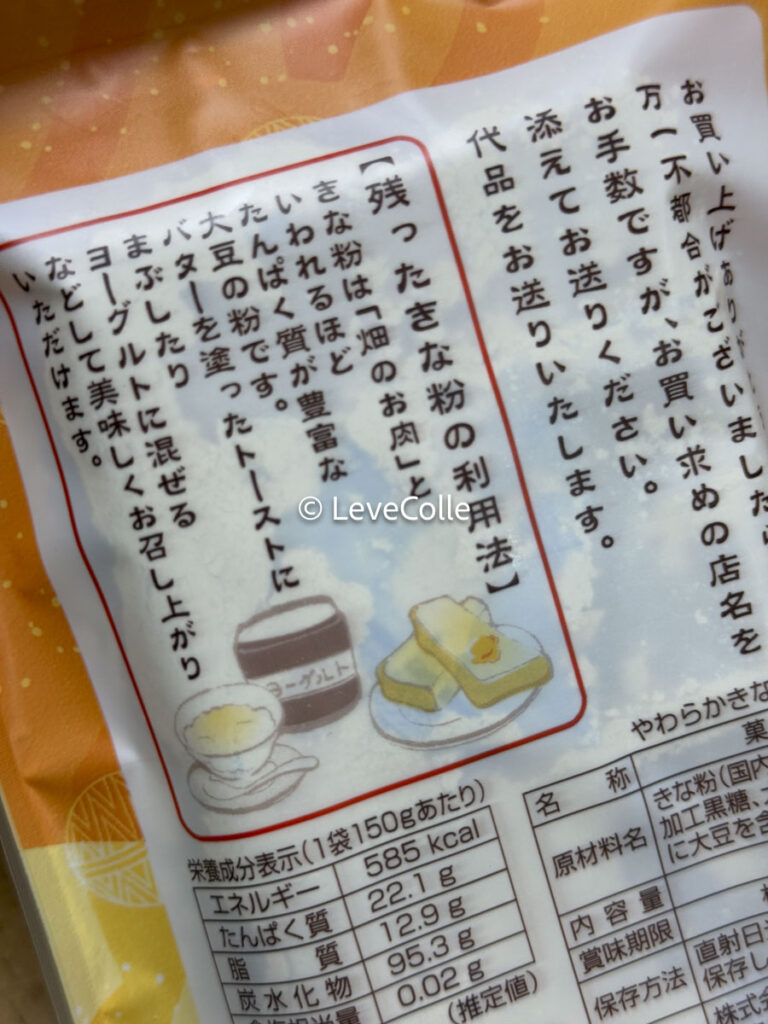 お買い上げありが
万一不都合がございましたら
お手数ですが、お買い求めの店名を
添えてお送りください。
代品をお送りいたします。
【残ったきな粉の利用法】
きな粉は「畑のお肉」と
いわれるほど
たんぱく質が豊富な
大豆の粉です。
バターを塗ったトーストに
まぶしたり
ヨーグルトに混ぜる
などして美味しくお召し上がり
いただけます。
© LeveColle
ヨーグルト
栄養成分表示(1袋150gあたり)
エネルギー 585 kcal
たんぱく質 22.1 g
脂質 12.9 g
炭水化物 95.3 g
食塩相当量 0.02 g
(推定値)
やわらかきな
名称 菓
原材料名 きな粉(国内
加工黒糖、
に大豆を含
内容量
賞味期限
保存方法 直射日光
保存し
株式会